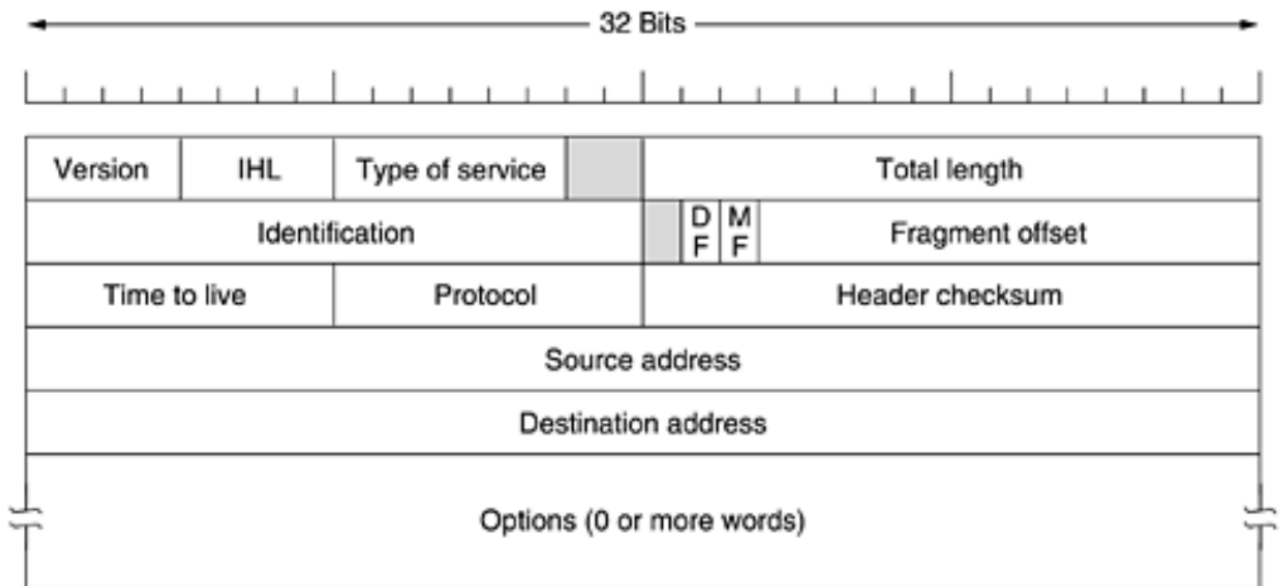 32 Bits
Version IHL Type of service Total length
Identification D F M F Fragment offset
Time to live Protocol Header checksum
Source address
Destination address
Options (0 or more words)